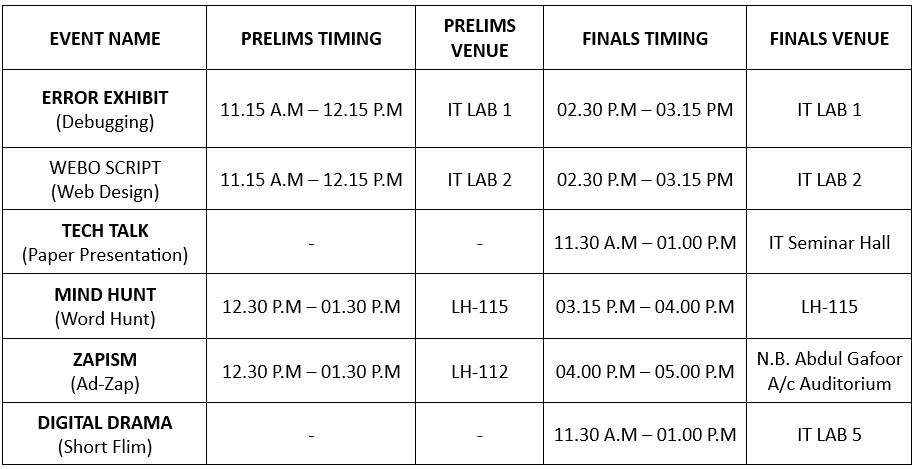 EVENT NAME PRELIMS TIMING PRELIMS VENUE FINALS TIMING FINALS VENUE
ERROR EXHIBIT
(Debugging) 11.15 A.M – 12.15 P.M IT LAB 1 02.30 P.M – 03.15 PM IT LAB 1
WEBO SCRIPT
(Web Design) 11.15 A.M – 12.15 P.M IT LAB 2 02.30 P.M – 03.15 PM IT LAB 2
TECH TALK
(Paper Presentation) - - 11.30 A.M – 01.00 P.M IT Seminar Hall
MIND HUNT
(Word Hunt) 12.30 P.M – 01.30 P.M LH-115 03.15 P.M – 04.00 P.M LH-115
ZAPISM
(Ad-Zap) 12.30 P.M – 01.30 P.M LH-112 04.00 P.M – 05.00 P.M N.B. Abdul Gafoor
A/c Auditorium
DIGITAL DRAMA
(Short Flim) - - 11.30 A.M – 01.00 P.M IT LAB 5